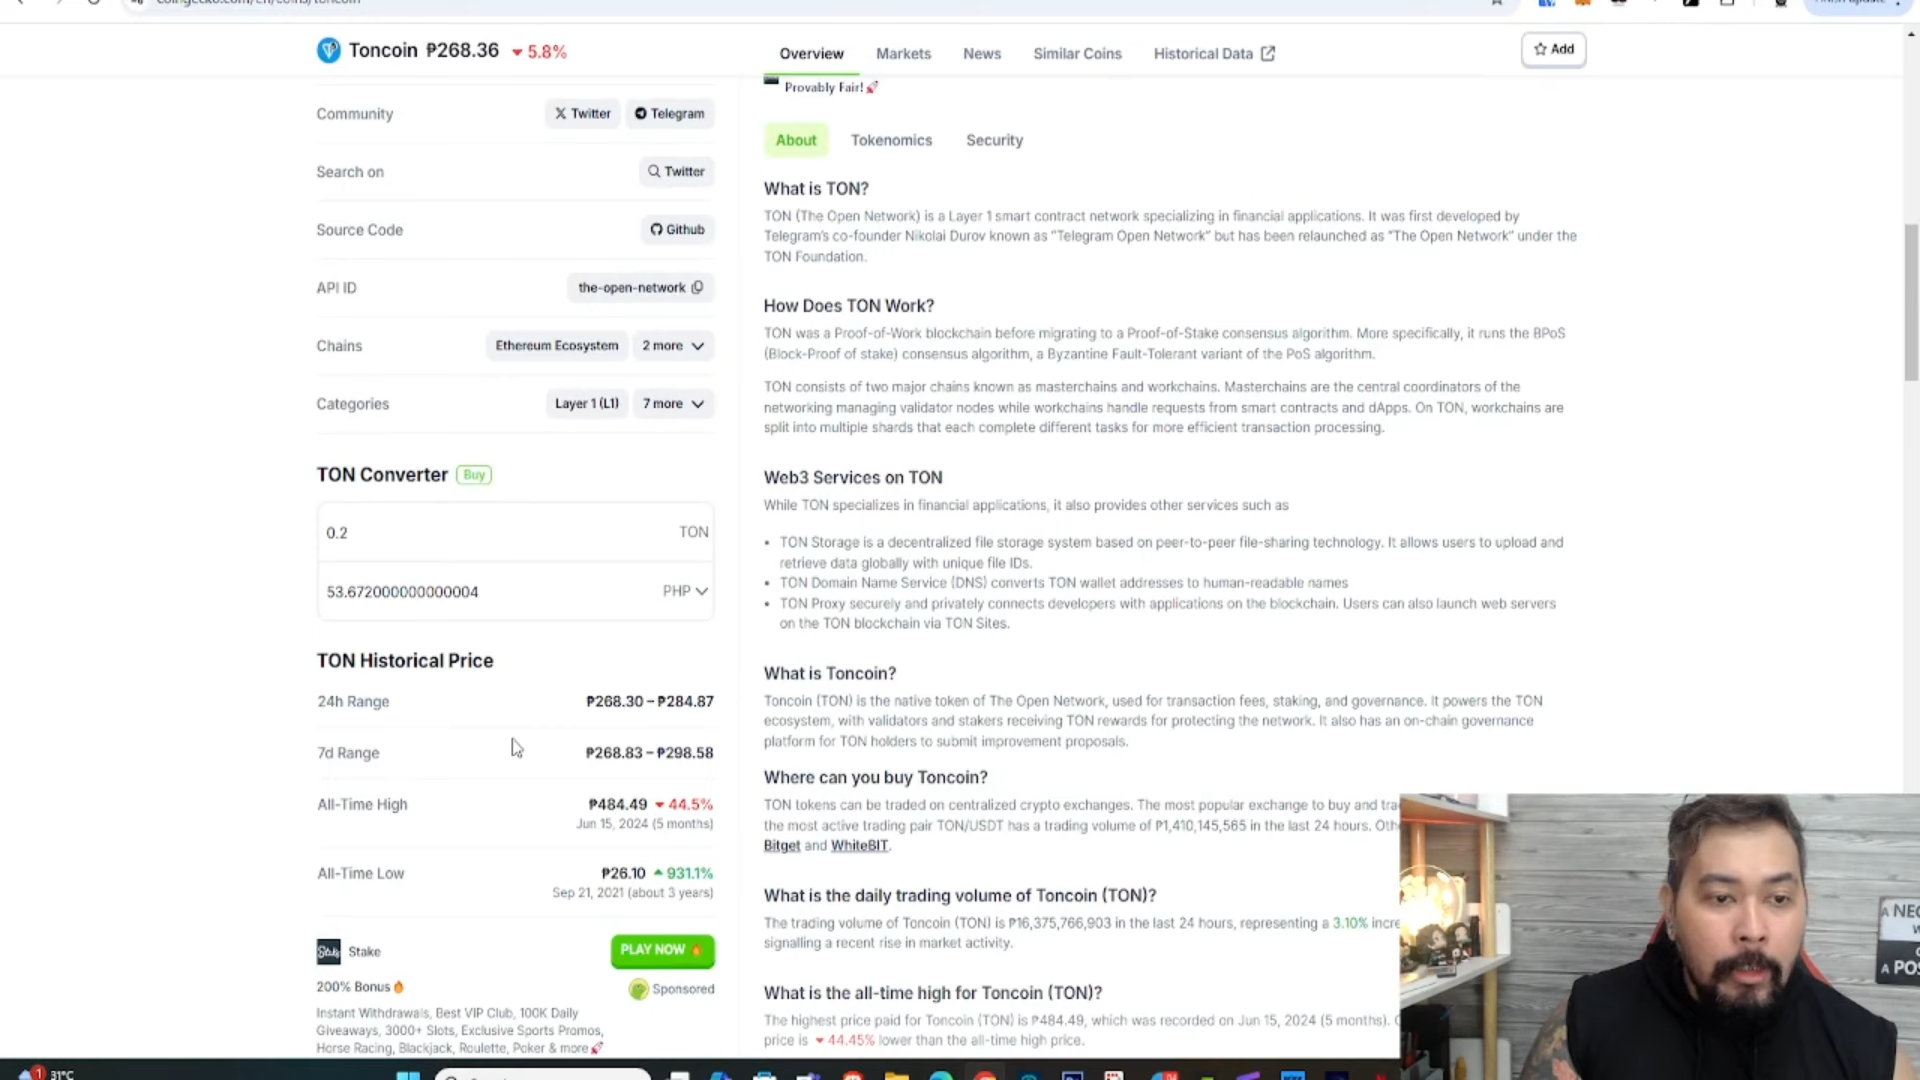 Toncoin ₱268.36 5.8%
Overview Markets News Similar Coins Historical Data
Add
Provably Fair!🚀
Community Twitter Telegram
Search on Twitter
Source Code Github
API ID the-open-network
Chains Ethereum Ecosystem 2 more
Categories Layer 1 (L1) 7 more
TON Converter Buy
0.2 TON
53.672000000000004 PHP
TON Historical Price
24h Range ₱268.30 – ₱284.87
7d Range ₱268.83 – ₱298.58
All-Time High ₱484.49 44.5%
Jun 15, 2024 (5 months)
All-Time Low ₱26.10 931.1%
Sep 21, 2021 (about 3 years)
Stake PLAY NOW 🔥
200% Bonus🔥 Sponsored
Instant Withdrawals, Best VIP Club, 100K Daily
Giveaways, 3000+ Slots, Exclusive Sports Promos,
Horse Racing, Blackjack, Roulette, Poker & more🚀
About Tokenomics Security
What is TON?
TON (The Open Network) is a Layer 1 smart contract network specializing in financial applications. It was first developed by
Telegram's co-founder Nikolai Durov known as "Telegram Open Network" but has been relaunched as "The Open Network" under the
TON Foundation.
How Does TON Work?
TON was a Proof-of-Work blockchain before migrating to a Proof-of-Stake consensus algorithm. More specifically, it runs the BPoS
(Block-Proof of stake) consensus algorithm, a Byzantine Fault-Tolerant variant of the PoS algorithm.
TON consists of two major chains known as masterchains and workchains. Masterchains are the central coordinators of the
networking managing validator nodes while workchains handle requests from smart contracts and dApps. On TON, workchains are
split into multiple shards that each complete different tasks for more efficient transaction processing.
Web3 Services on TON
While TON specializes in financial applications, it also provides other services such as
• TON Storage is a decentralized file storage system based on peer-to-peer file-sharing technology. It allows users to upload and
retrieve data globally with unique file IDs.
• TON Domain Name Service (DNS) converts TON wallet addresses to human-readable names
• TON Proxy securely and privately connects developers with applications on the blockchain. Users can also launch web servers
on the TON blockchain via TON Sites.
What is Toncoin?
Toncoin (TON) is the native token of The Open Network, used for transaction fees, staking, and governance. It powers the TON
ecosystem, with validators and stakers receiving TON rewards for protecting the network. It also has an on-chain governance
platform for TON holders to submit improvement proposals.
Where can you buy Toncoin?
TON tokens can be traded on centralized crypto exchanges. The most popular exchange to buy and tra
the most active trading pair TON/USDT has a trading volume of ₱1,410,145,565 in the last 24 hours. Oth
Bitget and WhiteBIT.
What is the daily trading volume of Toncoin (TON)?
The trading volume of Toncoin (TON) is ₱16,375,766,903 in the last 24 hours, representing a 3.10% incre
signalling a recent rise in market activity.
What is the all-time high for Toncoin (TON)?
The highest price paid for Toncoin (TON) is ₱484.49, which was recorded on Jun 15, 2024 (5 months).
price is 44.45% lower than the all-time high price.
A NEG
A POS
1 31°C